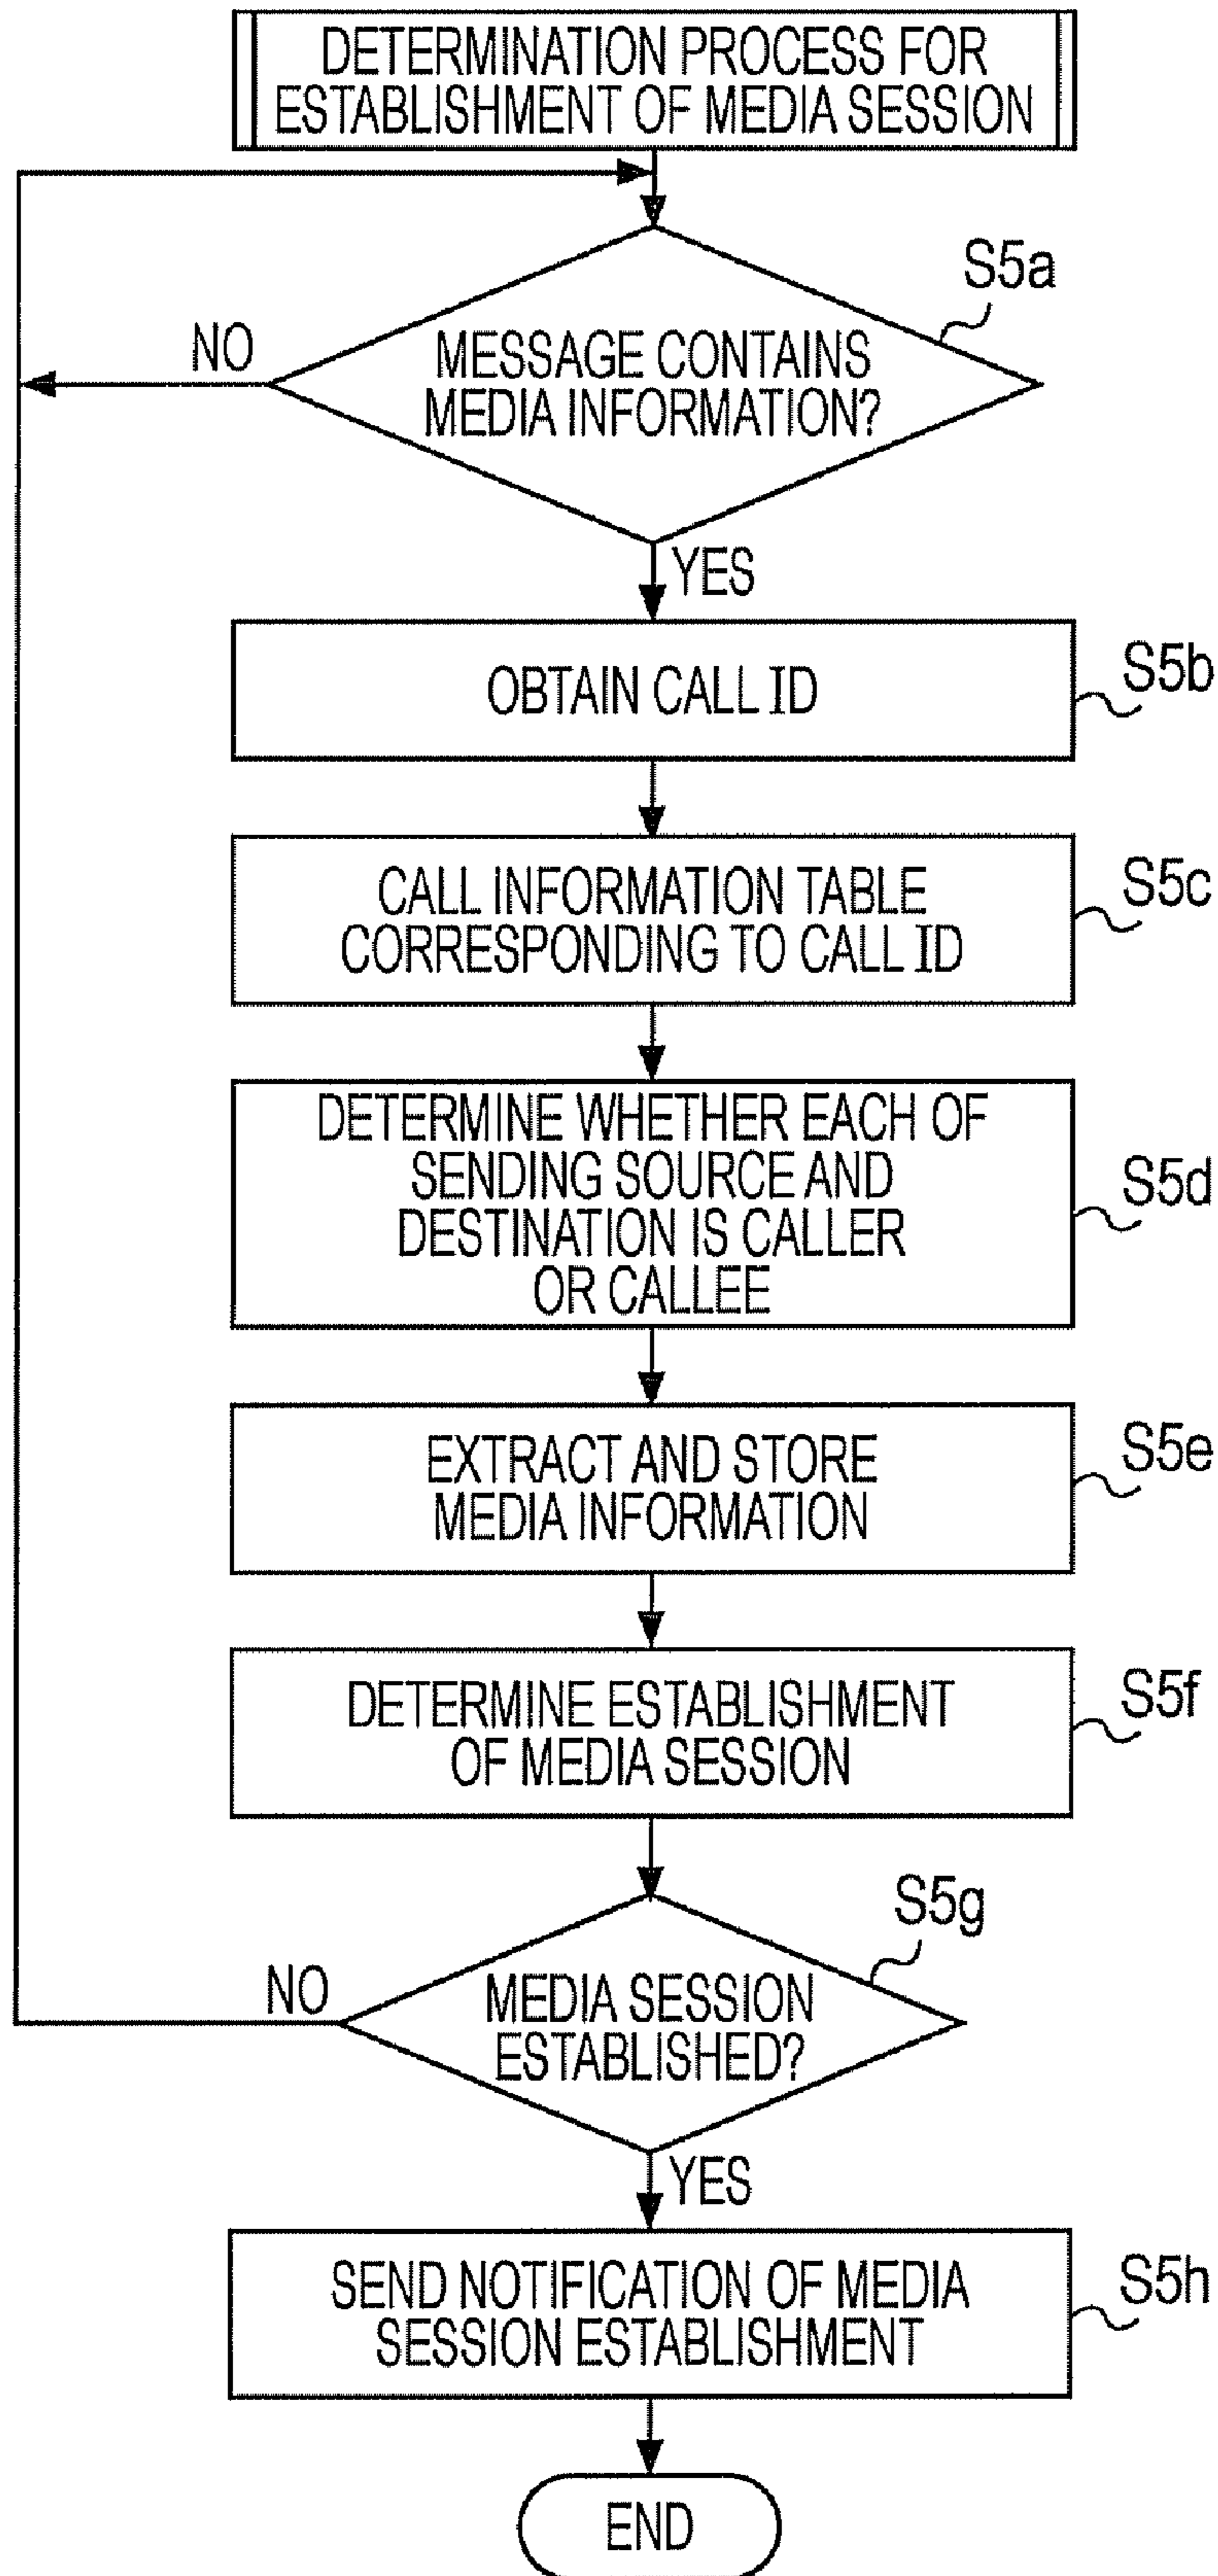 DETERMINATION PROCESS FOR
ESTABLISHMENT OF MEDIA SESSION
S5a
NO
MESSAGE CONTAINS
MEDIA INFORMATION?
YES
OBTAIN CALL ID
S5b
CALL INFORMATION TABLE
CORRESPONDING TO CALL ID
S5c
DETERMINE WHETHER EACH OF
SENDING SOURCE AND
DESTINATION IS CALLER
OR CALLEE
S5d
EXTRACT AND STORE
MEDIA INFORMATION
S5e
DETERMINE ESTABLISHMENT
OF MEDIA SESSION
S5f
S5g
NO
MEDIA SESSION
ESTABLISHED?
YES
SEND NOTIFICATION OF MEDIA
SESSION ESTABLISHMENT
S5h
END